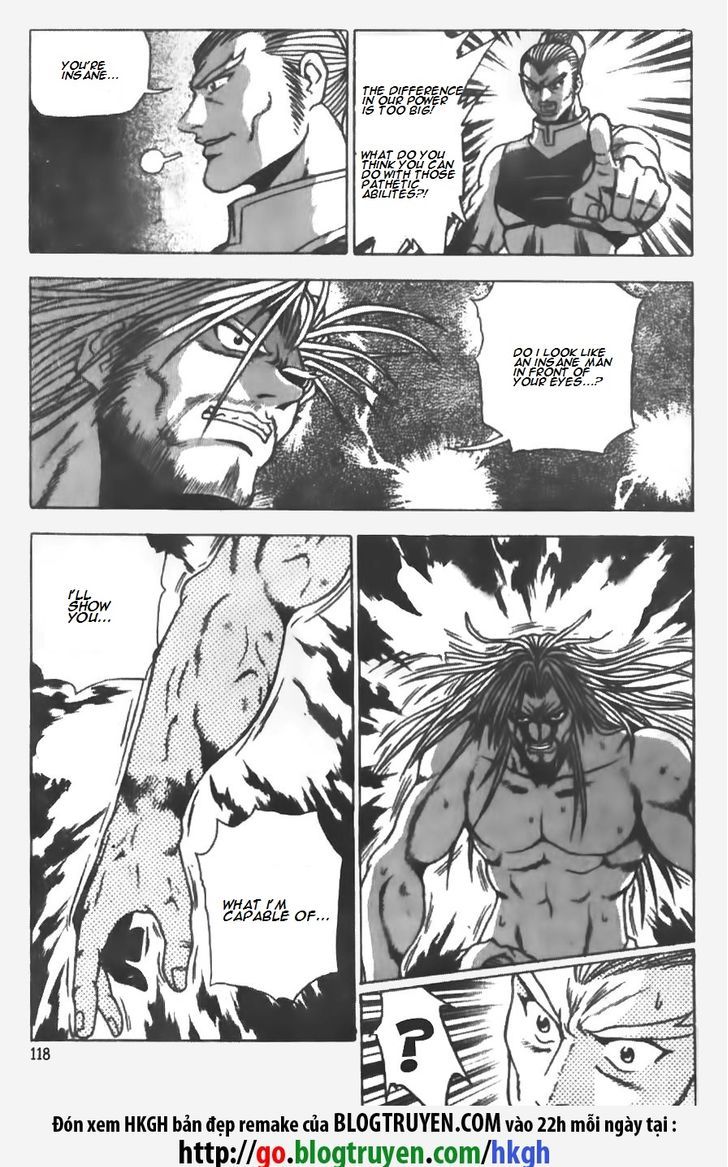 YOU'RE
INSANE...
THE DIFFERENCE
IN OUR POWER
IS TOO BIG!
WHAT DO YOU
THINK YOU CAN
DO WITH THOSE
PATHETIC
ABILITES?!
DO I LOOK LIKE
AN INSANE MAN
IN FRONT OF
YOUR EYES...?
I'LL
SHOW
YOU...
WHAT I'M
CAPABLE OF...
?
118
Đón xem HKGH bản đẹp remake của BLOGTRUYEN.COM vào 22h mỗi ngày tại :
http://go.blogtruyen.com/hkgh